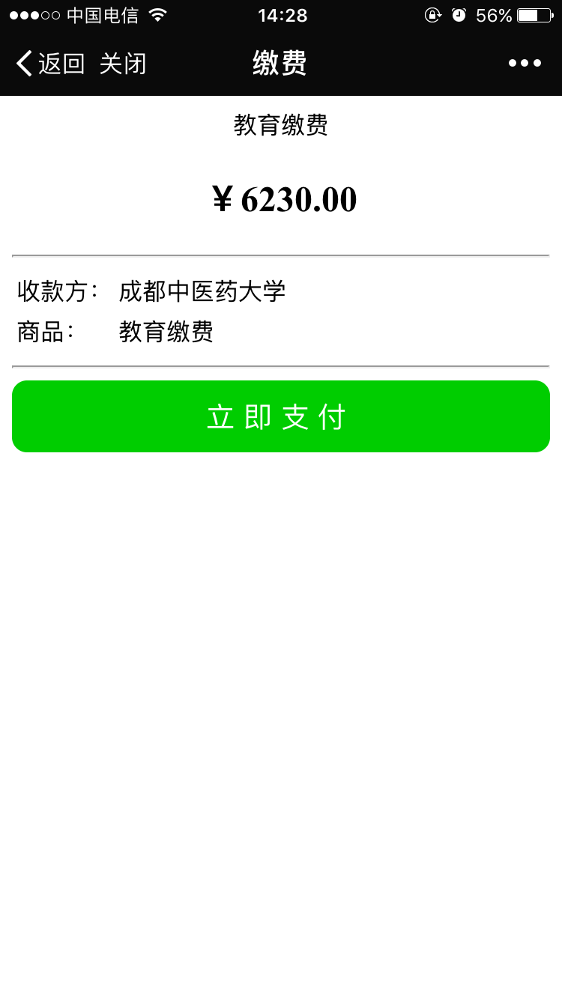 中国电信 14:28 56%
返回 关闭 缴费
教育缴费
￥6230.00
收款方： 成都中医药大学
商品： 教育缴费
立即支付